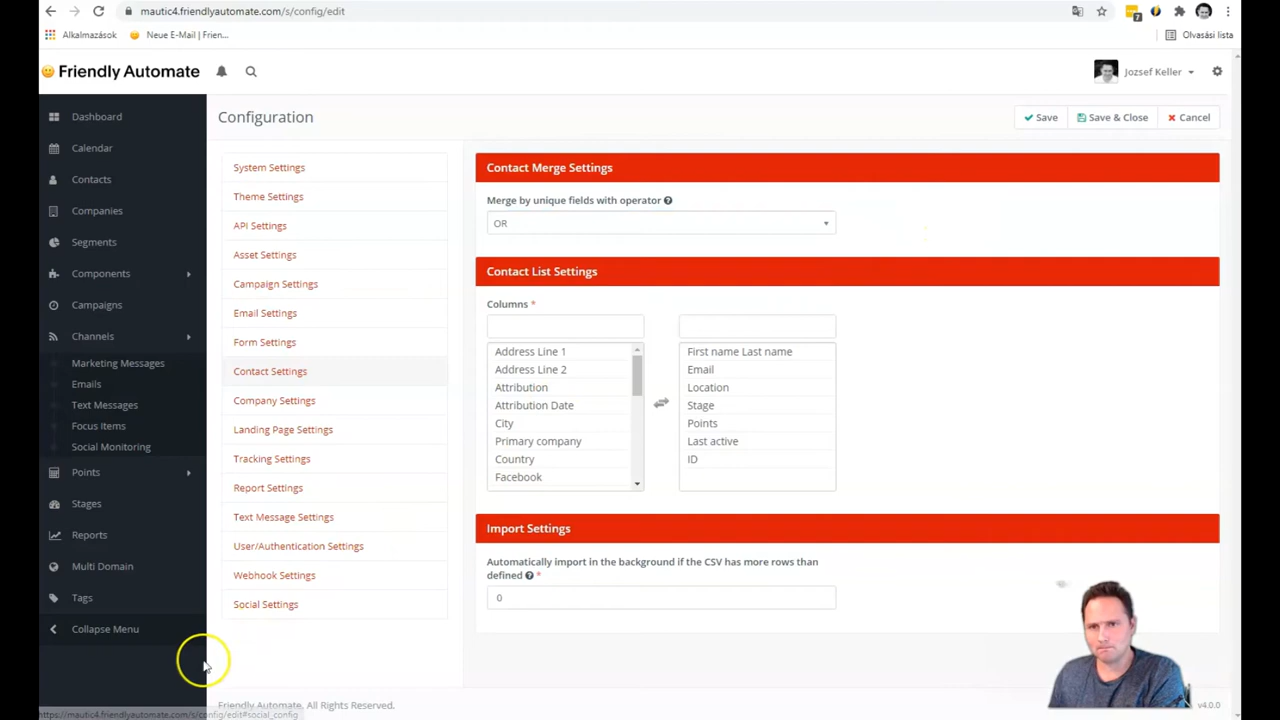 mautic4.friendlyautomate.com/s/config/edit
7
Alkalmazások
Neue E-Mail | Frien...
Olvasási lista
Friendly Automate
Jozsef Keller
Dashboard
Calendar
Contacts
Companies
Segments
Components
Campaigns
Channels
Marketing Messages
Emails
Text Messages
Focus Items
Social Monitoring
Points
Stages
Reports
Multi Domain
Tags
Collapse Menu
Configuration
Save
Save & Close
Cancel
System Settings
Theme Settings
API Settings
Asset Settings
Campaign Settings
Email Settings
Form Settings
Contact Settings
Company Settings
Landing Page Settings
Tracking Settings
Report Settings
Text Message Settings
User/Authentication Settings
Webhook Settings
Social Settings
Contact Merge Settings
Merge by unique fields with operator
OR
Contact List Settings
Columns *
Address Line 1
Address Line 2
Attribution
Attribution Date
City
Primary company
Country
Facebook
First name Last name
Email
Location
Stage
Points
Last active
ID
Import Settings
Automatically import in the background if the CSV has more rows than
defined *
0
Friendly Automate. All Rights Reserved.
v4.0.0
https://mautic4.friendlyautomate.com/s/config/edit#social_config